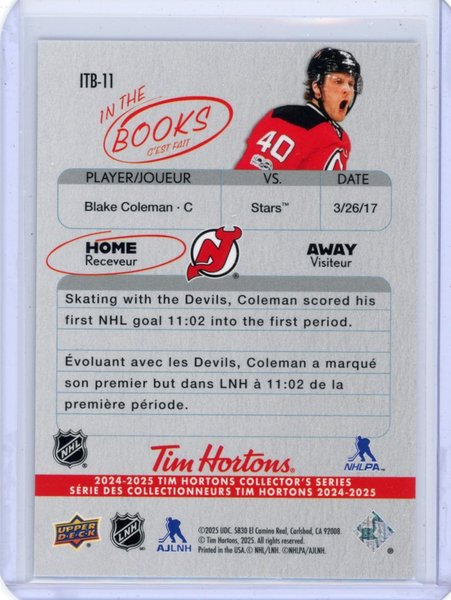 ITB-11
IN THE
BOOKS
C'EST FAIT
40
PLAYER/JOUEUR VS. DATE
Blake Coleman · C Stars™ 3/26/17
HOME AWAY
Receveur Visiteur
Skating with the Devils, Coleman scored his
first NHL goal 11:02 into the first period.
Évoluant avec les Devils, Coleman a marqué
son premier but dans LNH à 11:02 de la
première période.
NHL Tim Hortons® NHLPA™
2024-2025 TIM HORTONS COLLECTOR'S SERIES
SÉRIE DES COLLECTIONNEURS TIM HORTONS 2024-2025
UPPER DECK LNH AJLNH
©2025 UDC. 5830 El Camino Real, Carlsbad, CA 92008.
© Tim Hortons, 2025. All rights reserved.
Printed in the USA. © NHL/LNH. ©NHLPA/AJLNH.